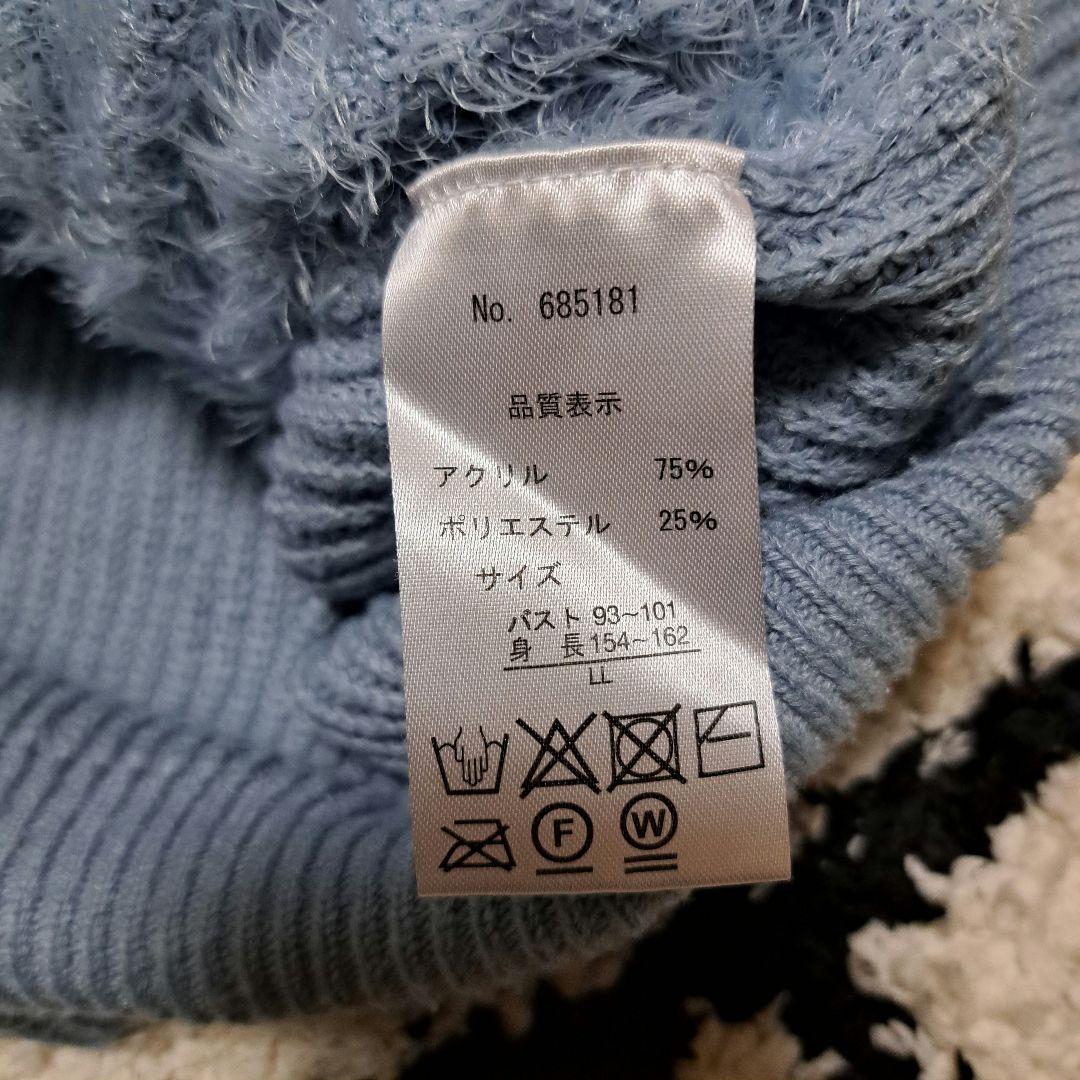 No. 685181
品質表示
アクリル 75%
ポリエステル 25%
サイズ
バスト 93~101
身 長 154~162
LL
F W